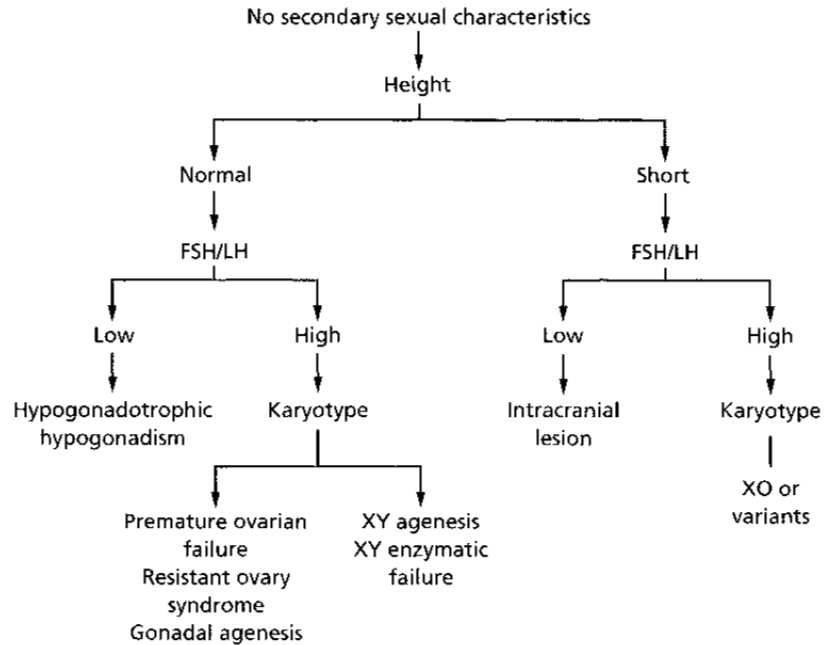 No secondary sexual characteristics
Height
Normal
Short
FSH/LH
FSH/LH
Low
High
Low
High
Hypogonadotrophic
hypogonadism
Karyotype
Intracranial
lesion
Karyotype
XO or
variants
Premature ovarian
failure
Resistant ovary
syndrome
Gonadal agenesis
XY agenesis
XY enzymatic
failure